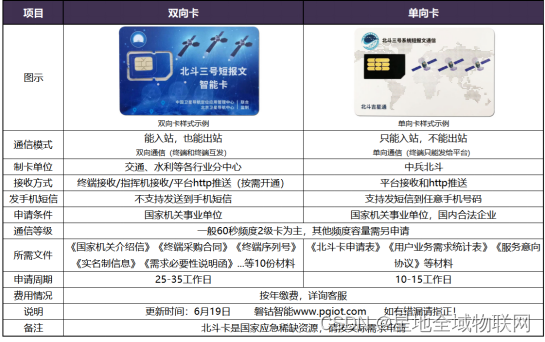 项目 双向卡 单向卡
图示
北斗三号短报文
智能卡
北斗三号系统短报文通信
北斗吉星通
双向卡样式示例 单向卡样式示例
通信模式 能入站，也能出站 只能入站，不能出站
双向通信（终端和终端互发） 单向通信（终端只能发给平台）
制卡单位 交通、水利等各行业分中心 中兵北斗
接收方式 终端接收/指挥机接收/平台http推送（按需开通） 平台接收和http推送
发手机短信 不支持发送到手机短信 支持发短信到任意手机号码
申请条件 国家机关事业单位 国家机关事业单位，国内合法企业
通信等级 一般60秒频度2级卡为主，其他频度容量需另申请
所需文件 《国家机关介绍信》《终端采购合同》《终端序列号》 《北斗卡申请表》《用户业务需求统计表》《服务意向
《实名制信息》《需求必要性说明函》...等10份材料 协议》等材料
申请周期 25-35工作日 10-15工作日
费用情况 按年缴费，详询客服
说明 更新时间：6月19日 磐钴智能www.pgiot.com 如有错漏请指正！
备注 北斗卡是国家应急稀缺资源，请按实际需求申请
CSDN @星地全域物联网